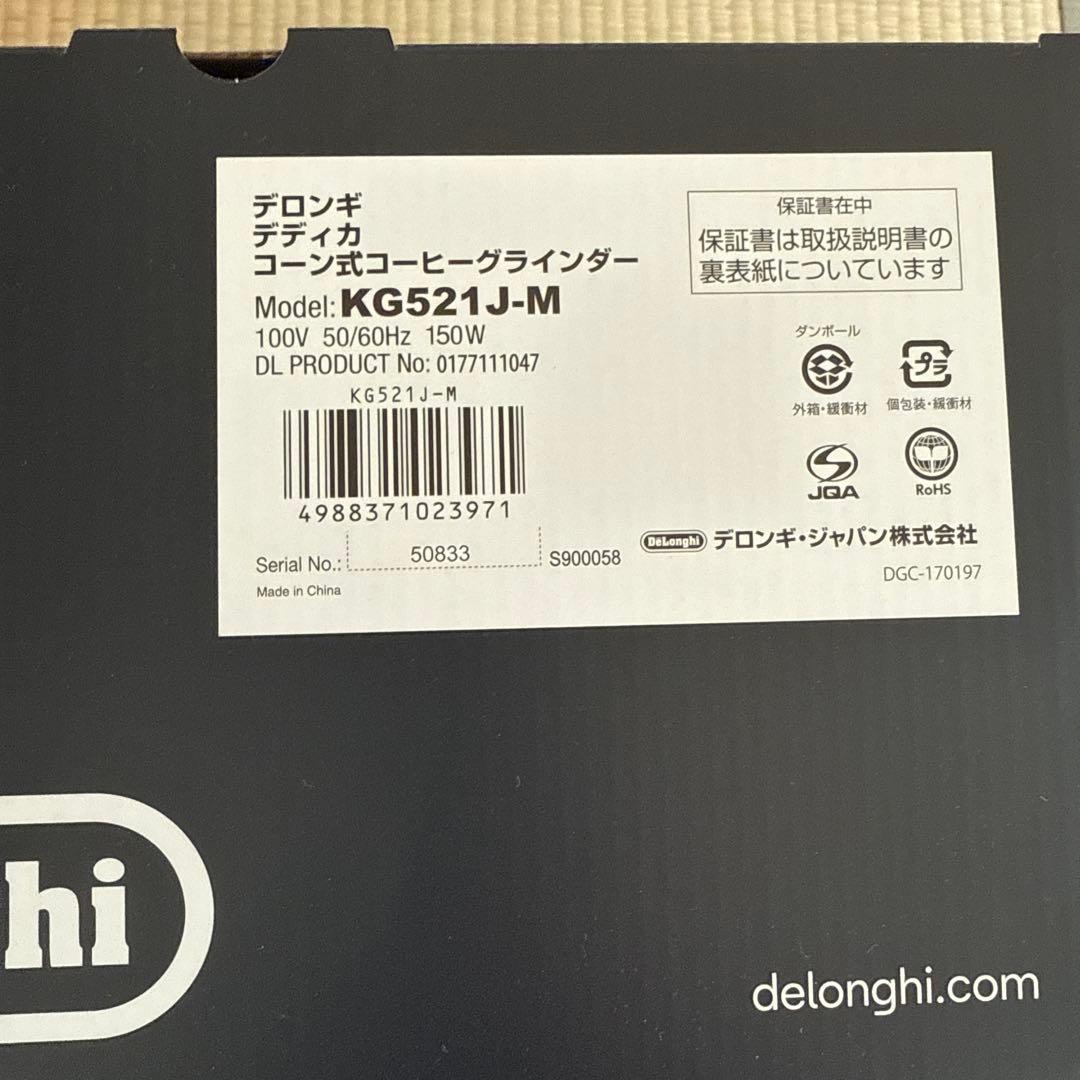 デロンギ
デディカ
コーン式コーヒーグラインダー
Model: KG521J-M
100V 50/60Hz 150W
DL PRODUCT No: 0177111047
KG521J-M
4988371023971
Serial No.: 50833 S900058
Made in China
保証書在中
保証書は取扱説明書の
裏表紙についています
ダンボール
外箱・緩衝材
プラ
個包装・緩衝材
JQA
RoHS
DeLonghi デロンギ・ジャパン株式会社
DGC-170197
hi
delonghi.com